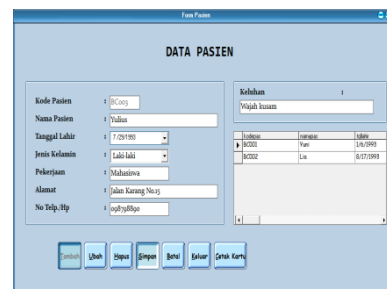 Form Pasien
DATA PASIEN
Kode Pasien : BC003
Nama Pasien : Yulius
Tanggal Lahir : 7/29/1993
Jenis Kelamin : Laki-laki
Pekerjaan : Mahasiswa
Alamat : Jalan Karang No.15
No Telp./Hp : 098798890
Keluhan :
Wajah kusam
kodepas namapas tgllahir
BC001 Yuni 1/6/1993
BC002 Lia 8/17/1993
Tambah Ubah Hapus Simpan Batal Keluar Cetak Kartu